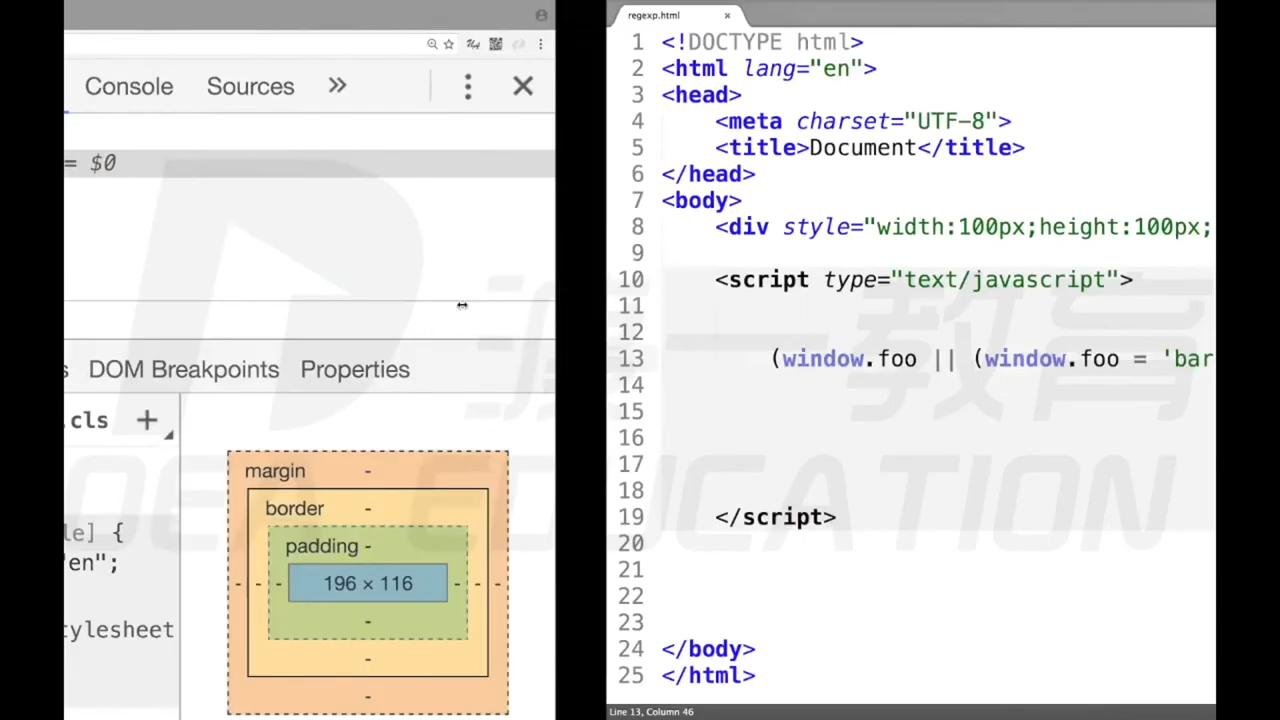 Console Sources »
= $0
DOM Breakpoints Properties
.cls +
margin -
border -
padding -
- - - 196 × 116 - - -
-
-
-
le] {
"en";
tylesheet
regexp.html ×
1 <!DOCTYPE html>
2 <html lang="en">
3 <head>
4 <meta charset="UTF-8">
5 <title>Document</title>
6 </head>
7 <body>
8 <div style="width:100px;height:100px;
9
10 <script type="text/javascript">
11
12
13 (window.foo || (window.foo = 'bar
14
15
16
17
18
19 </script>
20
21
22
23
24 </body>
25 </html>
Line 13, Column 46
教育
EDUCATION